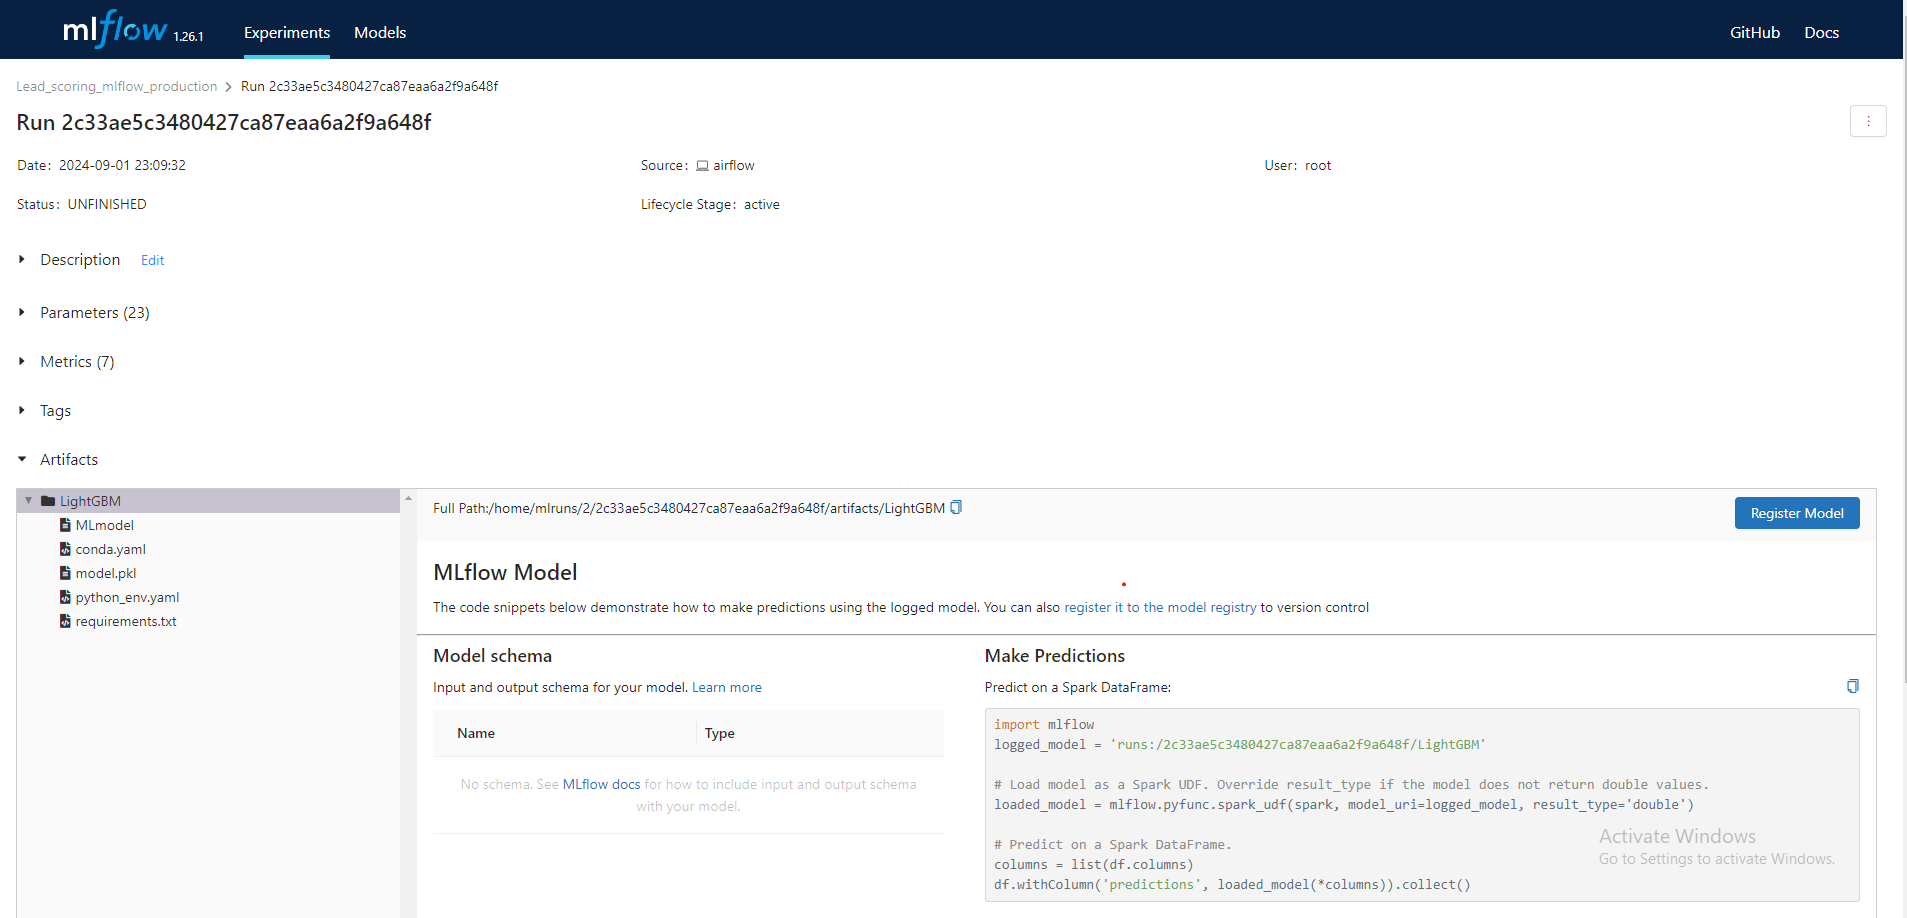 mlflow 1.26.1 Experiments Models GitHub Docs
Lead_scoring_mlflow_production > Run 2c33ae5c3480427ca87eaa6a2f9a648f
Run 2c33ae5c3480427ca87eaa6a2f9a648f
Date: 2024-09-01 23:09:32 Source: airflow User: root
Status: UNFINISHED Lifecycle Stage: active
Description Edit
Parameters (23)
Metrics (7)
Tags
Artifacts
LightGBM
MLmodel
conda.yaml
model.pkl
python_env.yaml
requirements.txt
Full Path:/home/mlruns/2/2c33ae5c3480427ca87eaa6a2f9a648f/artifacts/LightGBM
Register Model
MLflow Model
The code snippets below demonstrate how to make predictions using the logged model. You can also register it to the model registry to version control
Model schema
Input and output schema for your model. Learn more
Name Type
No schema. See MLflow docs for how to include input and output schema
with your model.
Make Predictions
Predict on a Spark DataFrame:
import mlflow
logged_model = 'runs:/2c33ae5c3480427ca87eaa6a2f9a648f/LightGBM'
# Load model as a Spark UDF. Override result_type if the model does not return double values.
loaded_model = mlflow.pyfunc.spark_udf(spark, model_uri=logged_model, result_type='double')
# Predict on a Spark DataFrame.
columns = list(df.columns)
df.withColumn('predictions', loaded_model(*columns)).collect()
Activate Windows
Go to Settings to activate Windows.